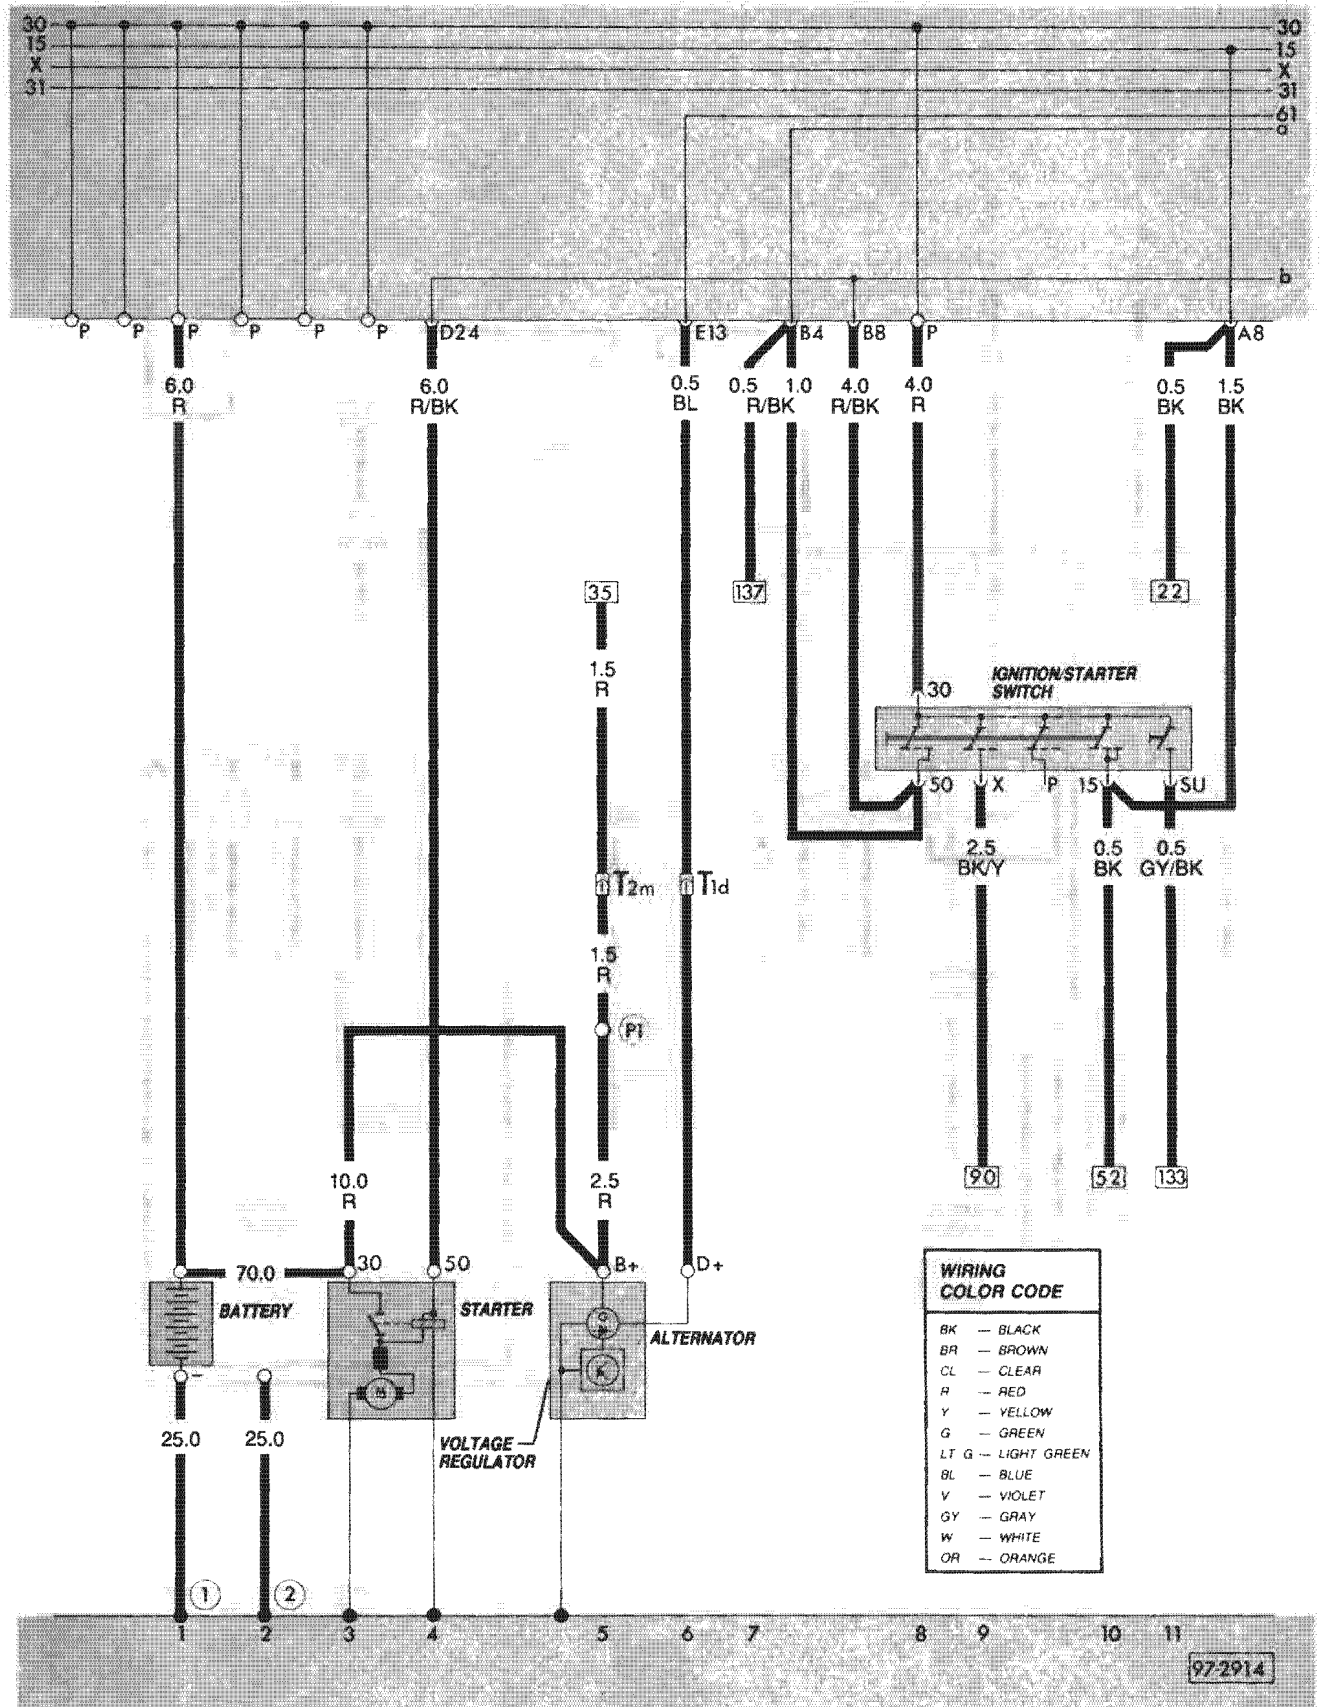 30 30
15 15
X X
31 31
61
a
b
P P P P P P D24 E13 B4 B8 P A8
6.0 6.0 0.5 0.5 1.0 4.0 4.0 0.5 1.5
R R/BK BL R/BK R/BK R BK BK
35 137 22
1.5
R
IGNITION/STARTER
SWITCH
30
50 X P 15 SU
2.5 0.5 0.5
BK/Y BK GY/BK
T2m T1d
1.5
R
P1
10.0 2.5
R R
90 52 133
30 50 B+ D+
70.0
BATTERY STARTER
ALTERNATOR
G
K
M
–
25.0 25.0
VOLTAGE
REGULATOR
WIRING
COLOR CODE
BK — BLACK
BR — BROWN
CL — CLEAR
R — RED
Y — YELLOW
G — GREEN
LT G — LIGHT GREEN
BL — BLUE
V — VIOLET
GY — GRAY
W — WHITE
OR — ORANGE
1 2
1 2 3 4 5 6 7 8 9 10 11
97-2914